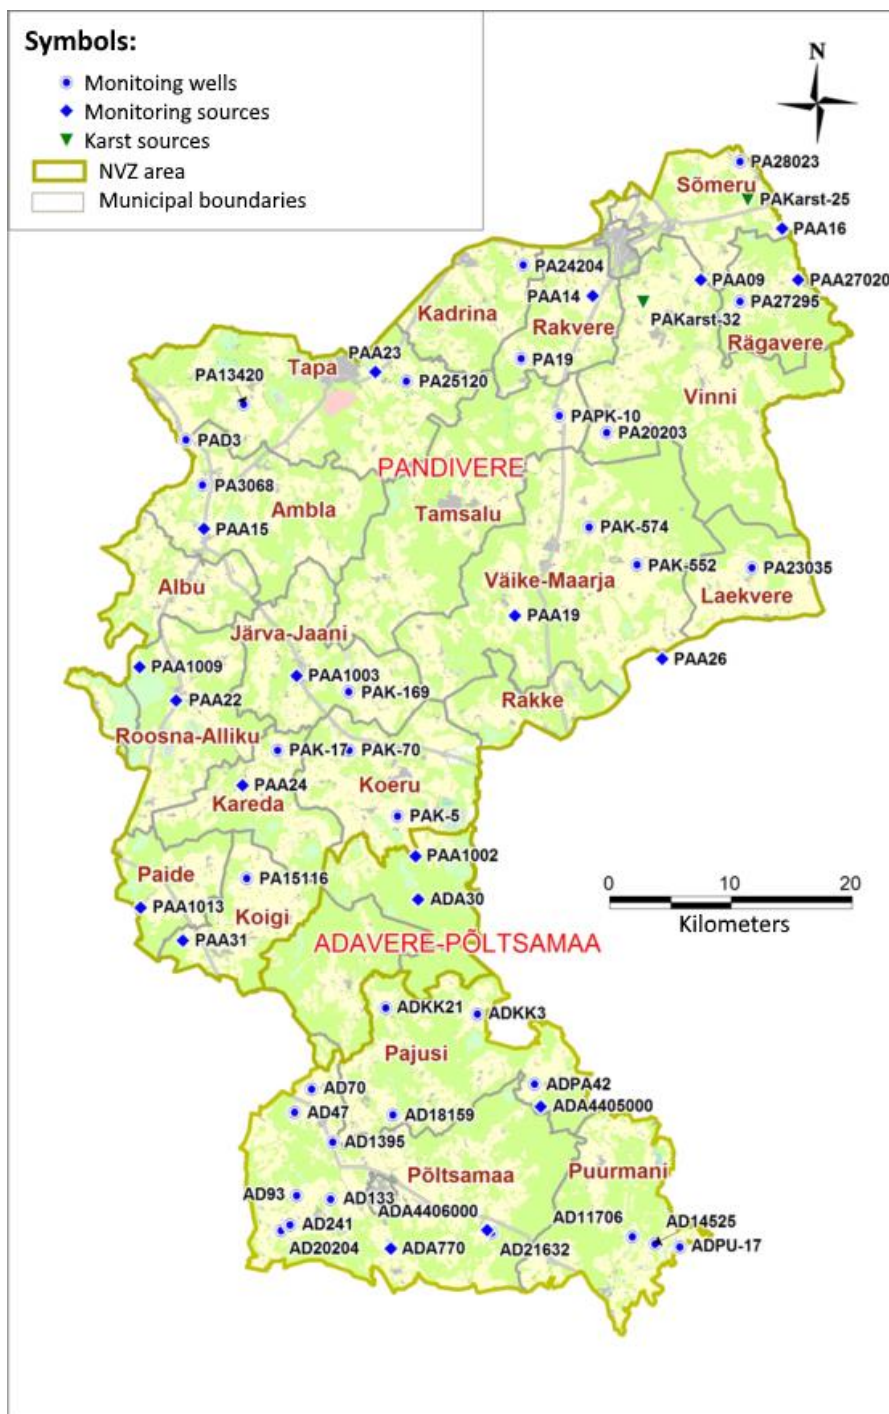 Symbols:
Monitoing wells
Monitoring sources
Karst sources
NVZ area
Municipal boundaries
N
PA28023
Sõmeru
PAKarst-25
PAA16
PA24204
PAA09
PAA27020
PAA14
PA27295
Kadrina
PAKarst-32
Rakvere
Rägavere
PAA23
Tapa
PA19
PA13420
PA25120
Vinni
PAPK-10
PA20203
PAD3
PANDIVERE
PA3068
Ambla
Tamsalu
PAA15
PAK-574
PAK-552
PA23035
Albu
Väike-Maarja
Laekvere
PAA19
Järva-Jaani
PAA1009
PAA1003
PAA26
PAK-169
PAA22
Rakke
Roosna-Alliku
PAK-17
PAK-70
PAA24
Koeru
Kareda
PAK-5
PAA1002
Paide
PA15116
0 10 20
ADA30
PAA1013
Koigi
Kilometers
PAA31
ADAVERE-PÕLTSAMAA
ADKK21
ADKK3
Pajusi
AD70
ADPA42
AD47
AD18159
ADA4405000
AD1395
Põltsamaa
Puurmani
AD93
AD133
ADA4406000
AD11706
AD14525
AD241
AD20204
ADA770
AD21632
ADPU-17